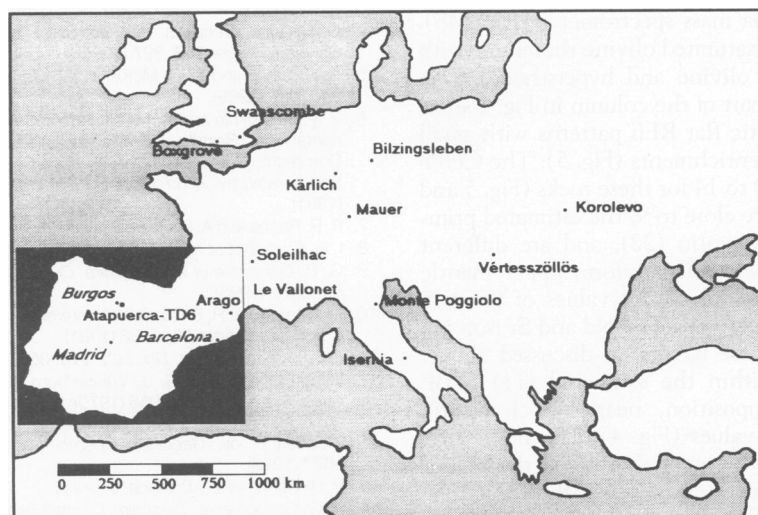 Swanscombe
Boxgrove
Bilzingsleben
Kärlich
Mauer
Korolevo
Soleilhac
Vértesszöllös
Le Vallonet
Burgos
Arago
Monte Poggiolo
Atapuerca-TD6
Barcelona
Madrid
Isernia
0 250 500 750 1000 km